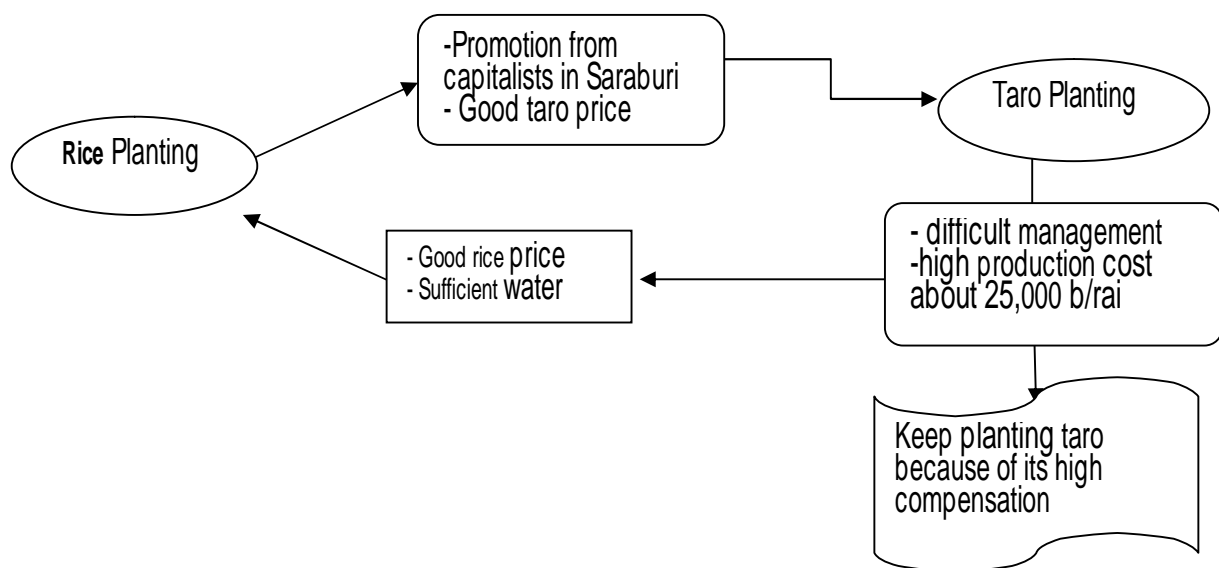 -Promotion from
capitalists in Saraburi
- Good taro price
Taro Planting
Rice Planting
- difficult management
-high production cost
about 25,000 b/rai
- Good rice price
- Sufficient water
Keep planting taro
because of its high
compensation